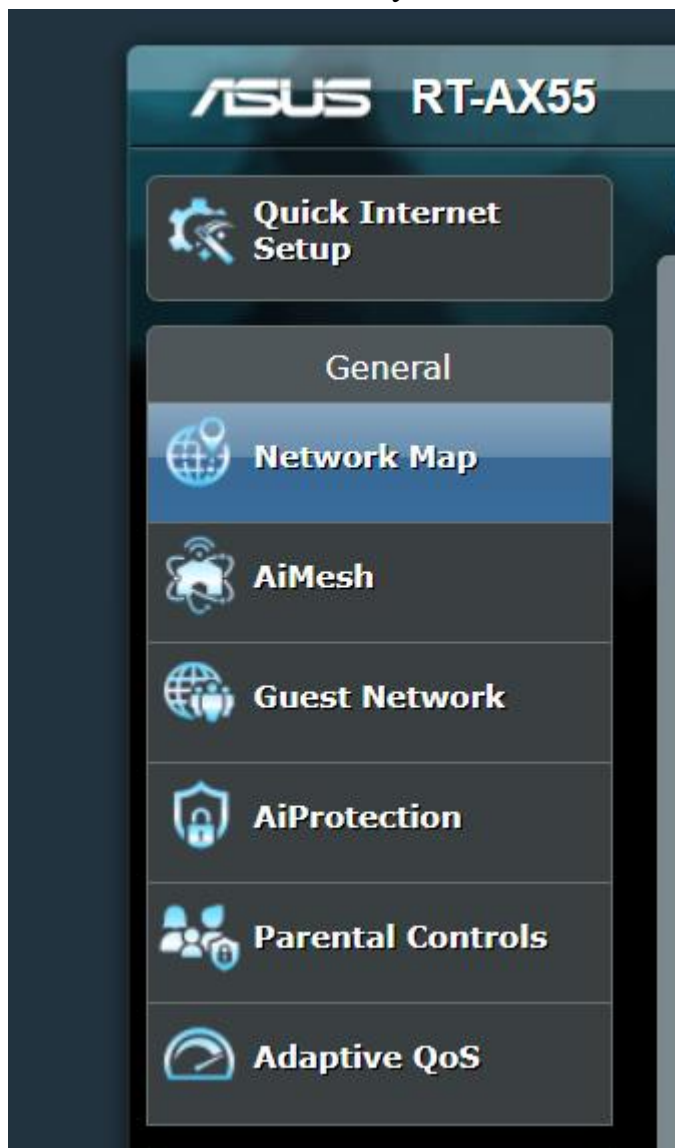 ASUS RT-AX55
Quick Internet
Setup
General
Network Map
AiMesh
Guest Network
AiProtection
Parental Controls
Adaptive QoS